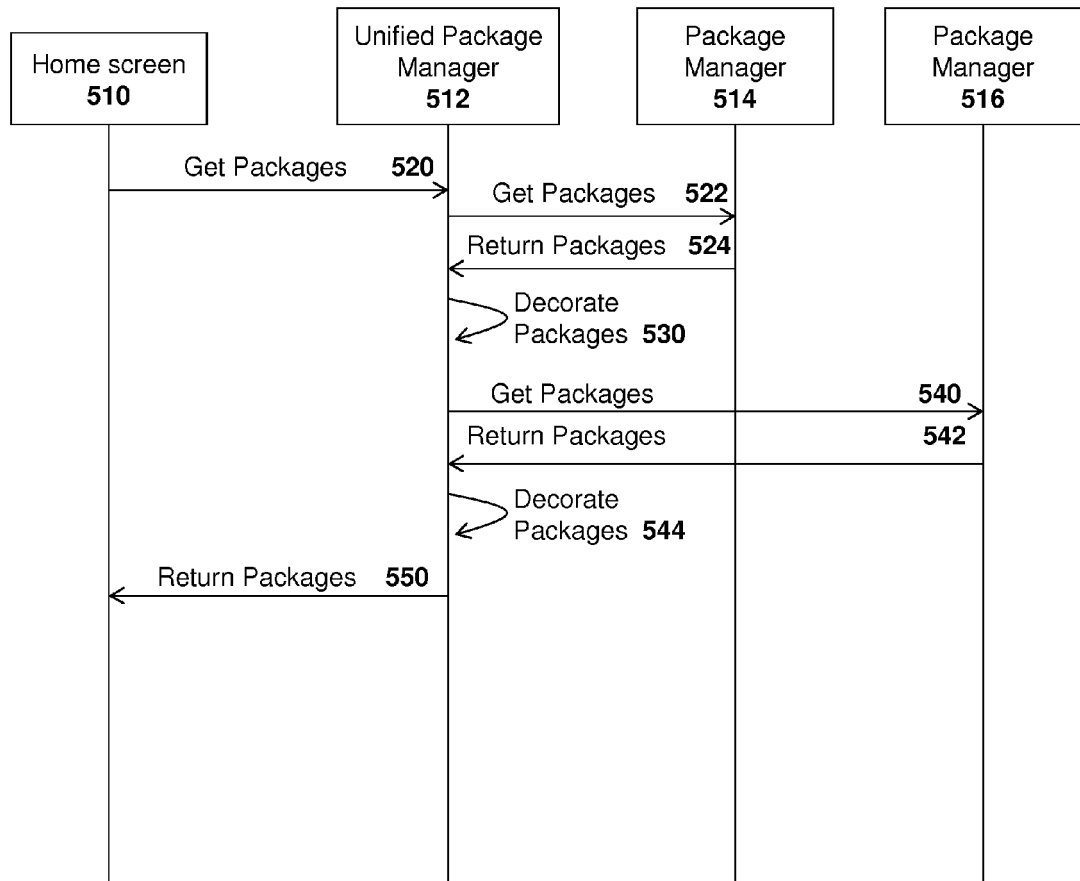 Home screen
510
Unified Package
Manager
512
Package
Manager
514
Package
Manager
516
Get Packages 520
Get Packages 522
Return Packages 524
Decorate
Packages 530
Get Packages 540
Return Packages 542
Decorate
Packages 544
Return Packages 550